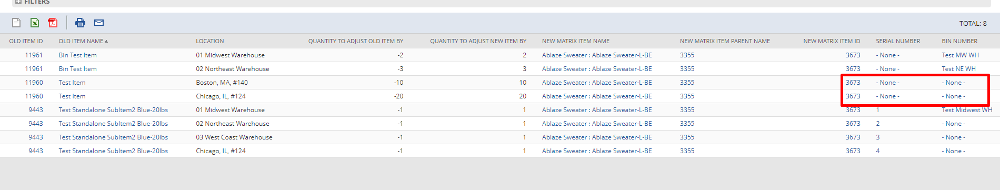 FILTERS
TOTAL: 8
OLD ITEM ID OLD ITEM NAME ▲ LOCATION QUANTITY TO ADJUST OLD ITEM BY QUANTITY TO ADJUST NEW ITEM BY NEW MATRIX ITEM NAME NEW MATRIX ITEM PARENT NAME NEW MATRIX ITEM ID SERIAL NUMBER BIN NUMBER
11961 Bin Test Item 01 Midwest Warehouse -2 2 Ablaze Sweater : Ablaze Sweater-L-BE 3355 3673 - None - Test MW WH
11961 Bin Test Item 02 Northeast Warehouse -3 3 Ablaze Sweater : Ablaze Sweater-L-BE 3355 3673 - None - Test NE WH
11960 Test Item Boston, MA, #140 -10 10 Ablaze Sweater : Ablaze Sweater-L-BE 3355 3673 - None - - None -
11960 Test Item Chicago, IL, #124 -20 20 Ablaze Sweater : Ablaze Sweater-L-BE 3355 3673 - None - - None -
9443 Test Standalone SubItem2 Blue-20lbs 01 Midwest Warehouse -1 1 Ablaze Sweater : Ablaze Sweater-L-BE 3355 3673 1 Test Midwest WH
9443 Test Standalone SubItem2 Blue-20lbs 02 Northeast Warehouse -1 1 Ablaze Sweater : Ablaze Sweater-L-BE 3355 3673 2 - None -
9443 Test Standalone SubItem2 Blue-20lbs 03 West Coast Warehouse -1 1 Ablaze Sweater : Ablaze Sweater-L-BE 3355 3673 3 - None -
9443 Test Standalone SubItem2 Blue-20lbs Chicago, IL, #124 -1 1 Ablaze Sweater : Ablaze Sweater-L-BE 3355 3673 4 - None -